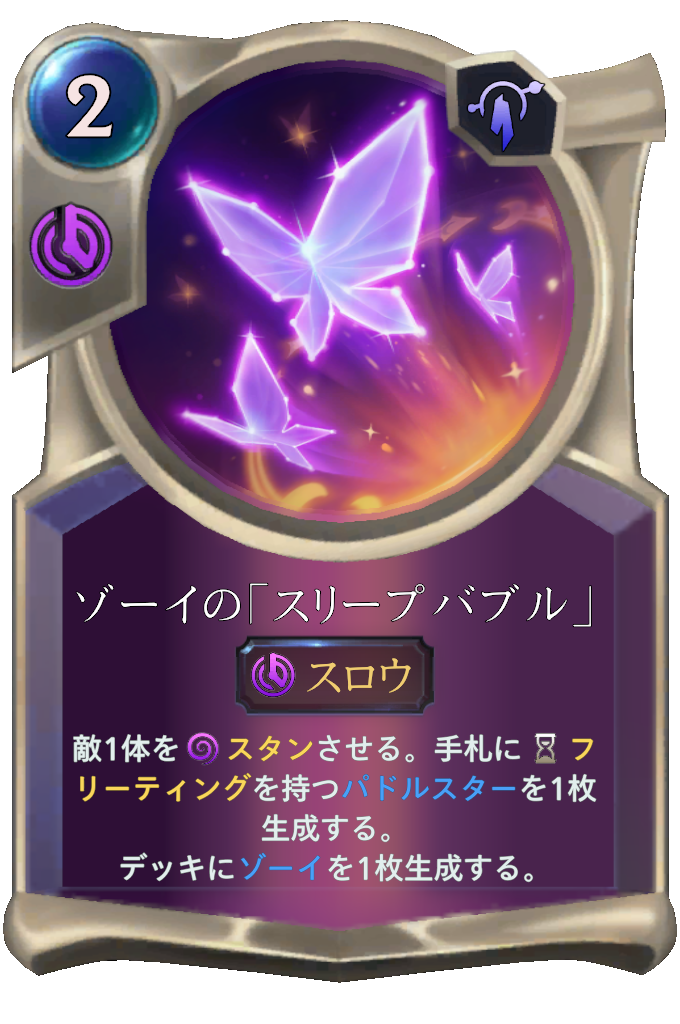 2
ゾーイの「スリープバブル」
スロウ
敵1体を スタンさせる。手札に フ
リーティングを持つパドルスターを1枚
生成する。
デッキにゾーイを1枚生成する。